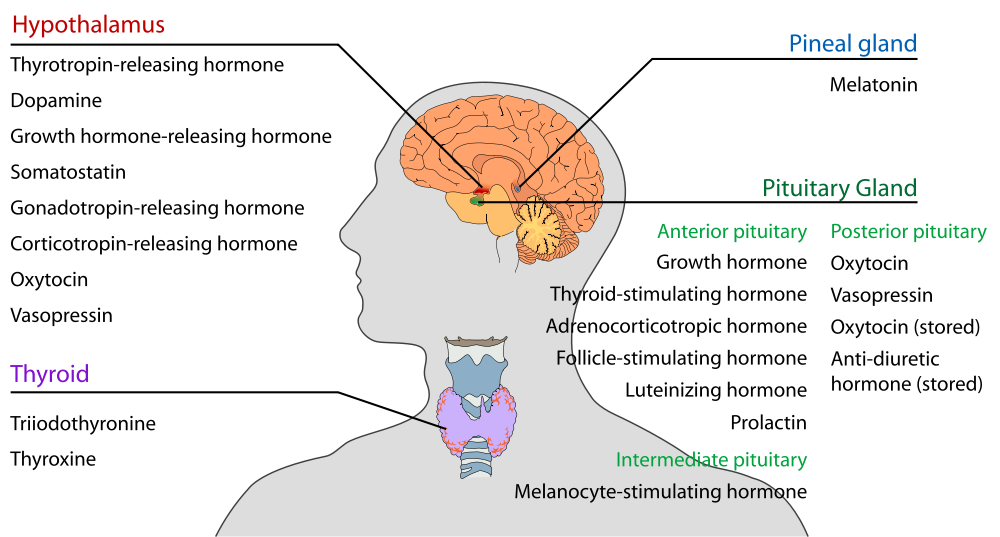 Hypothalamus
Thyrotropin-releasing hormone
Dopamine
Growth hormone-releasing hormone
Somatostatin
Gonadotropin-releasing hormone
Corticotropin-releasing hormone
Oxytocin
Vasopressin
Thyroid
Triiodothyronine
Thyroxine
Pineal gland
Melatonin
Pituitary Gland
Anterior pituitary
Growth hormone
Thyroid-stimulating hormone
Adrenocorticotropic hormone
Follicle-stimulating hormone
Luteinizing hormone
Prolactin
Intermediate pituitary
Melanocyte-stimulating hormone
Posterior pituitary
Oxytocin
Vasopressin
Oxytocin (stored)
Anti-diuretic
hormone (stored)